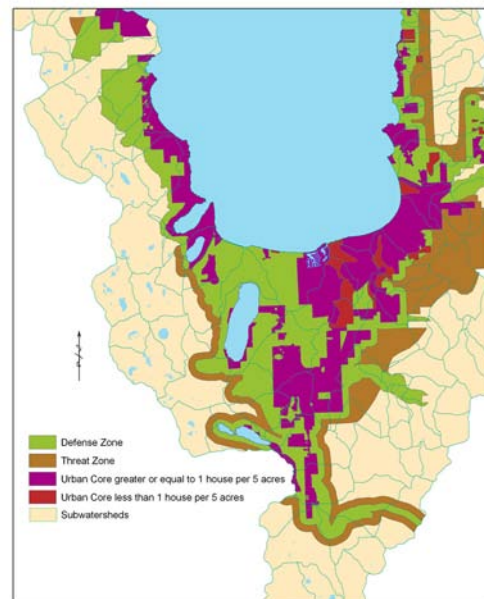 Defense Zone
Threat Zone
Urban Core greater or equal to 1 house per 5 acres
Urban Core less than 1 house per 5 acres
Subwatersheds